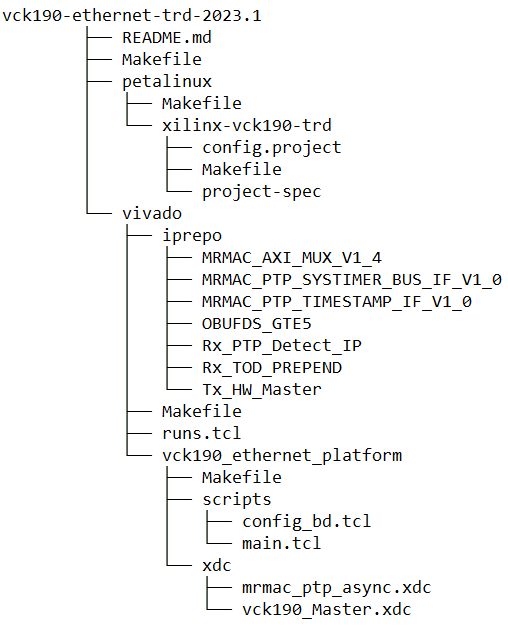 vck190-ethernet-trd-2023.1
README.md
Makefile
petalinux
Makefile
xilinx-vck190-trd
config.project
Makefile
project-spec
vivado
iprepo
MRMAC_AXI_MUX_V1_4
MRMAC_PTP_SYSTIMER_BUS_IF_V1_0
MRMAC_PTP_TIMESTAMP_IF_V1_0
OBUFDS_GTE5
Rx_PTP_Detect_IP
Rx_TOD_PREPEND
Tx_HW_Master
Makefile
runs.tcl
vck190_ethernet_platform
Makefile
scripts
config_bd.tcl
main.tcl
xdc
mrmac_ptp_async.xdc
vck190_Master.xdc